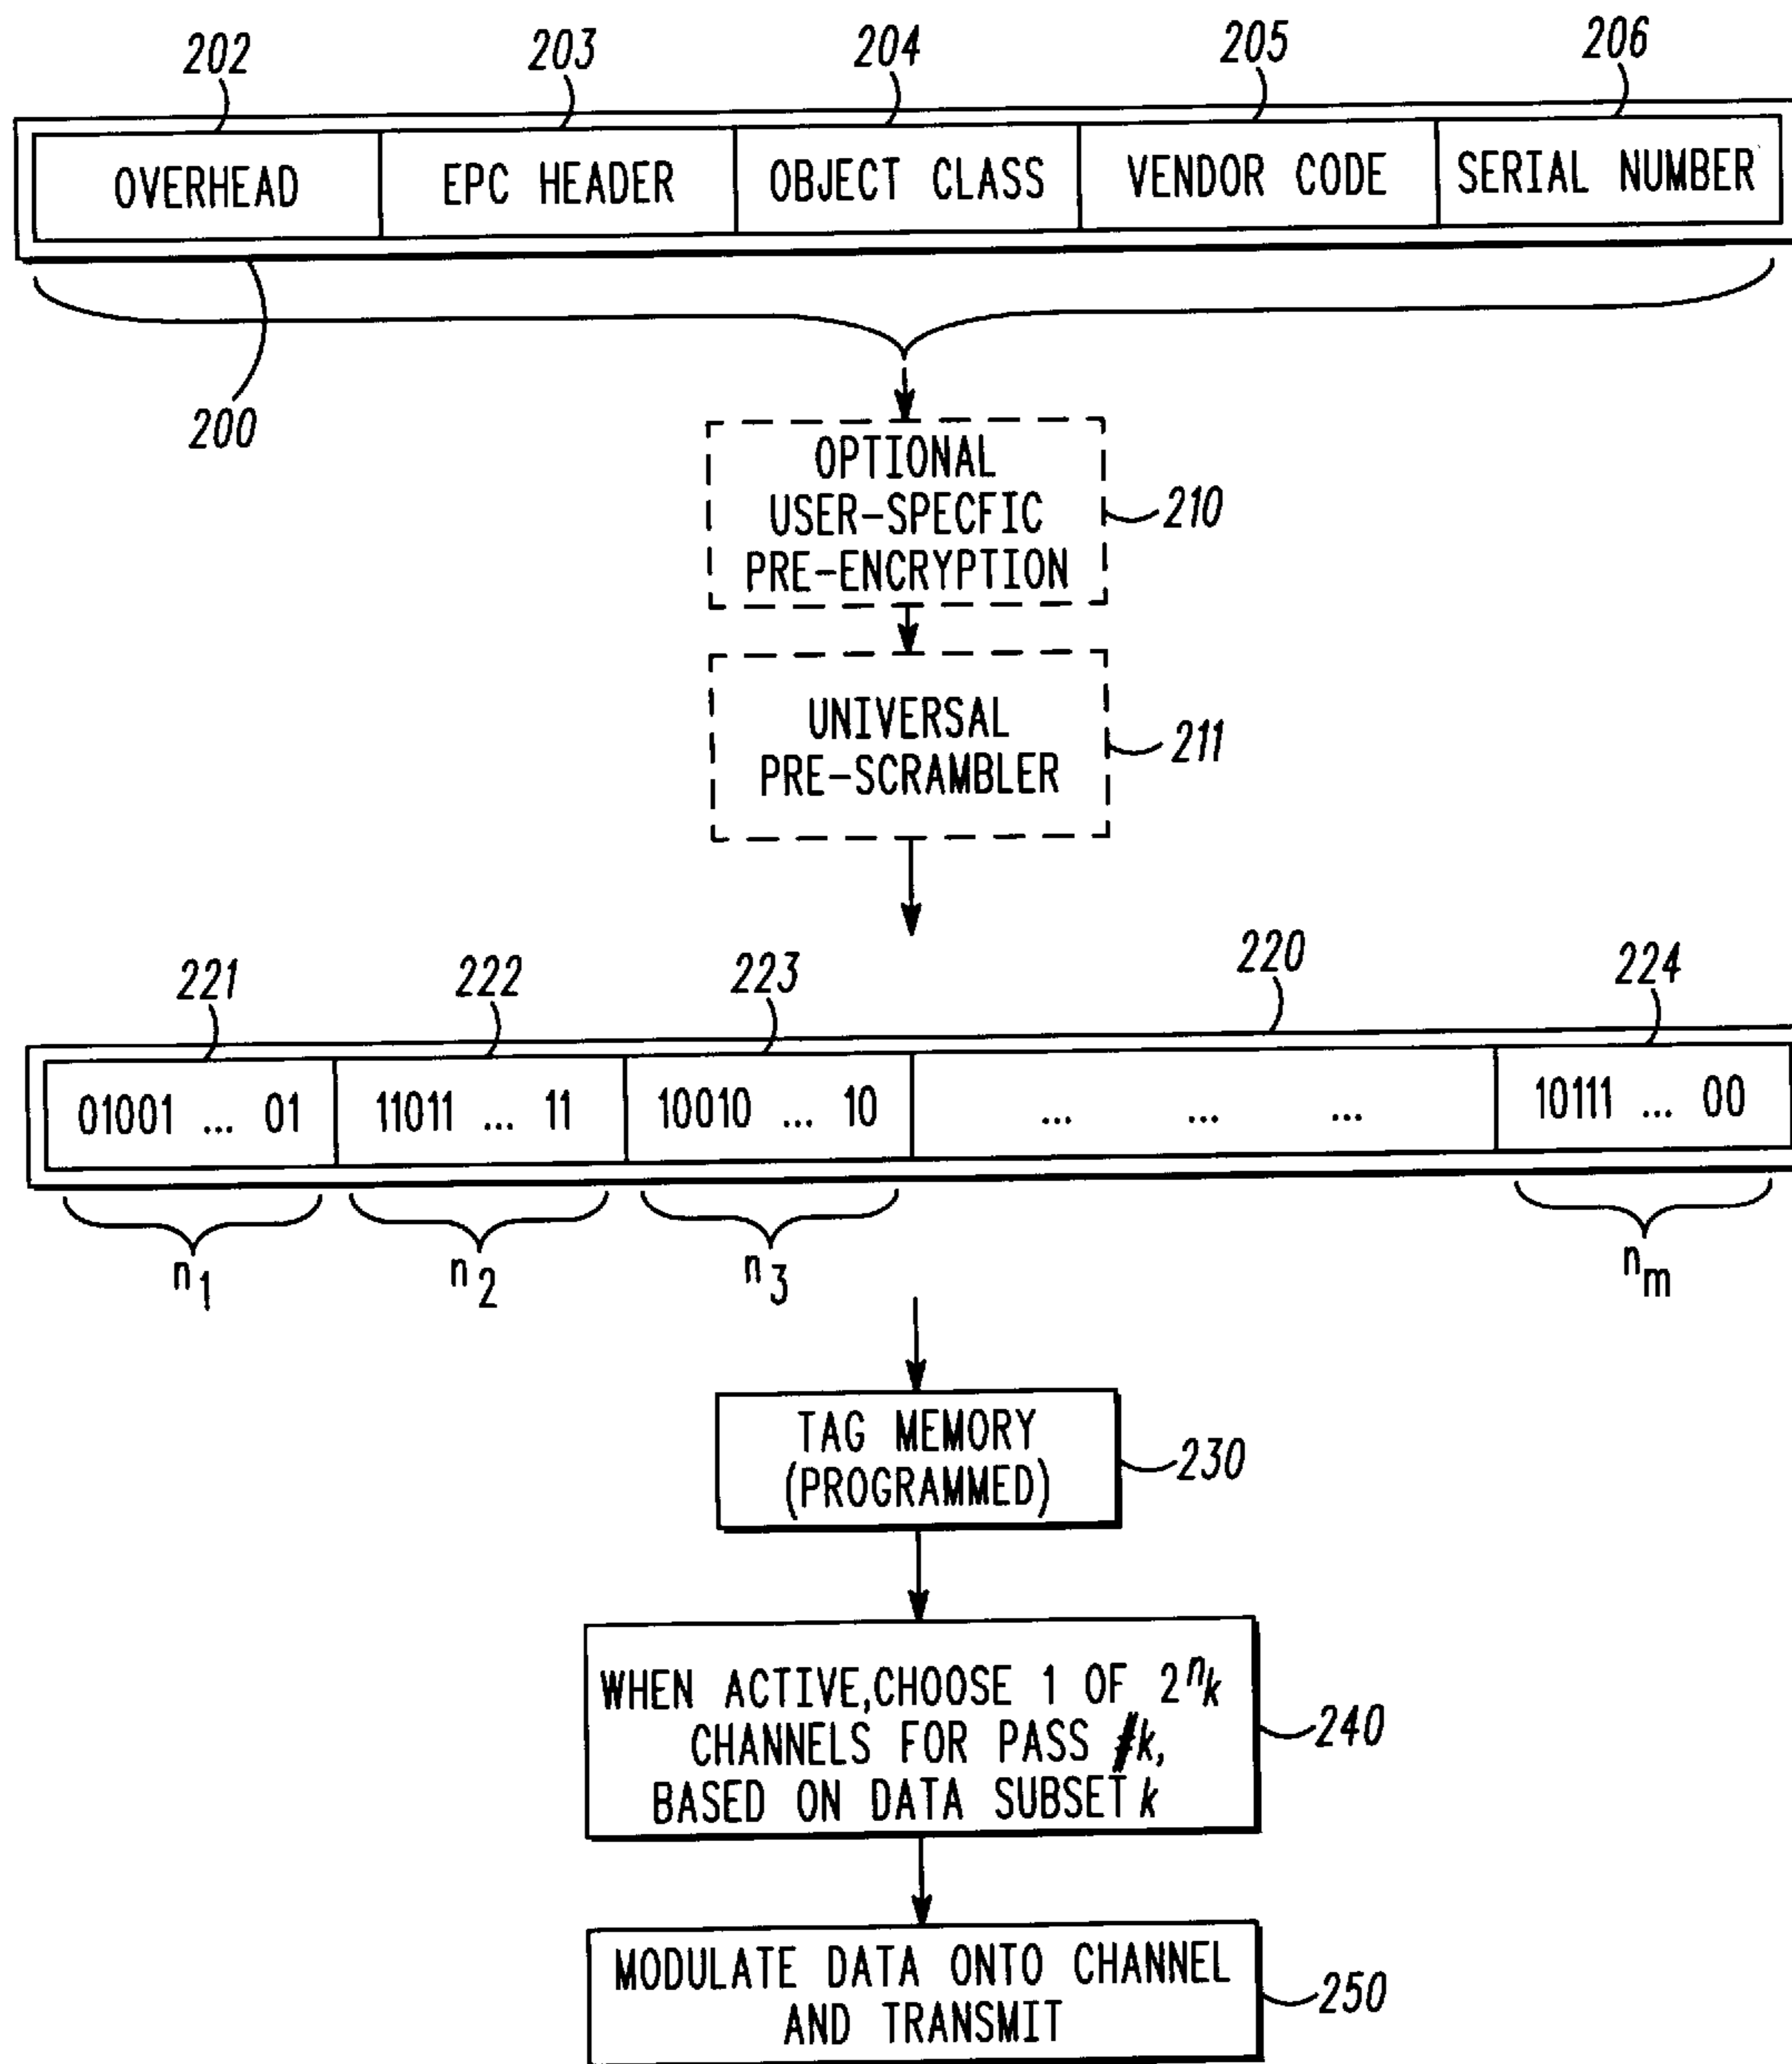 202 203 204 205 206
OVERHEAD EPC HEADER OBJECT CLASS VENDOR CODE SERIAL NUMBER
200
OPTIONAL
USER-SPECFIC
PRE-ENCRYPTION
210
UNIVERSAL
PRE-SCRAMBLER
211
221 222 223 220 224
01001 ... 01 11011 ... 11 10010 ... 10 ... ... ... 10111 ... 00
n1 n2 n3 nm
TAG MEMORY
(PROGRAMMED)
230
WHEN ACTIVE,CHOOSE 1 OF 2^nk
CHANNELS FOR PASS #k,
BASED ON DATA SUBSET k
240
MODULATE DATA ONTO CHANNEL
AND TRANSMIT
250